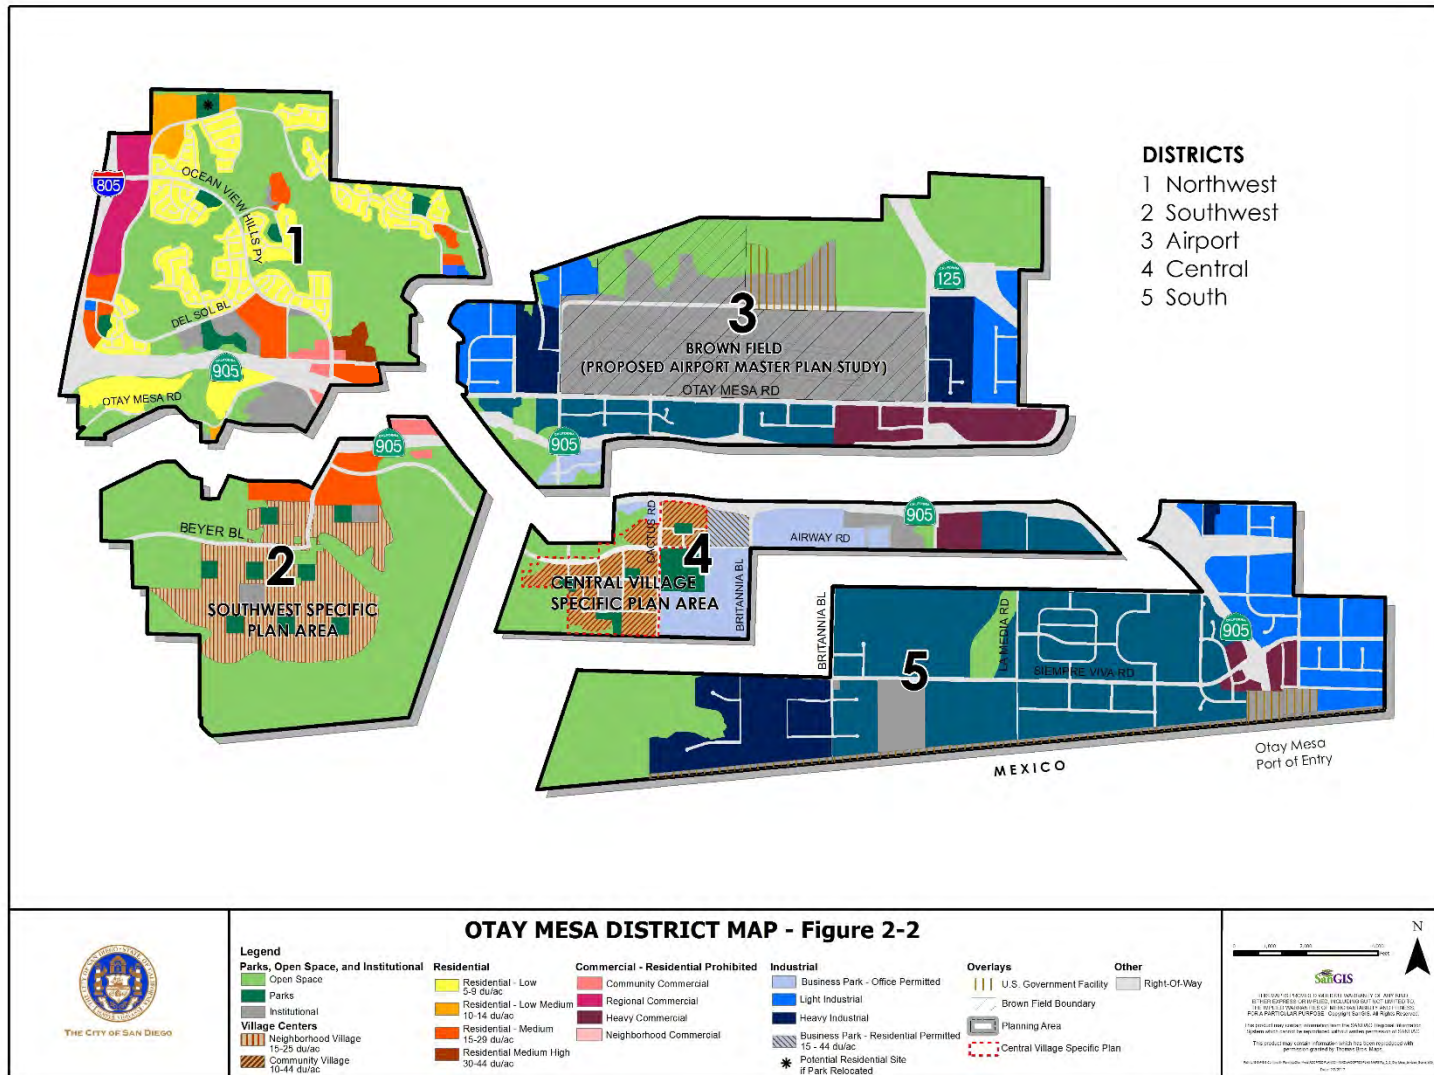 DISTRICTS
1 Northwest
2 Southwest
3 Airport
4 Central
5 South
805
OCEAN VIEW HILLS PY
1
DEL SOL BL
905
OTAY MESA RD
CALIFORNIA
125
3
BROWN FIELD
(PROPOSED AIRPORT MASTER PLAN STUDY)
OTAY MESA RD
905
905
BEYER BL
2
SOUTHWEST SPECIFIC
PLAN AREA
CACTUS RD
4
CENTRAL VILLAGE
SPECIFIC PLAN AREA
BRITANNIA BL
AIRWAY RD
905
BRITANNIA BL
5
LA MEDIA RD
SIEMPRE VIVA RD
905
MEXICO
Otay Mesa
Port of Entry
THE CITY OF SAN DIEGO
OTAY MESA DISTRICT MAP - Figure 2-2
Legend
Parks, Open Space, and Institutional
Open Space
Parks
Institutional
Village Centers
Neighborhood Village
15-25 du/ac
Community Village
10-44 du/ac
Residential
Residential - Low
5-9 du/ac
Residential - Low Medium
10-14 du/ac
Residential - Medium
15-29 du/ac
Residential Medium High
30-44 du/ac
Commercial - Residential Prohibited
Community Commercial
Regional Commercial
Heavy Commercial
Neighborhood Commercial
Industrial
Business Park - Office Permitted
Light Industrial
Heavy Industrial
Business Park - Residential Permitted
15 - 44 du/ac
Potential Residential Site
if Park Relocated
Overlays
U.S. Government Facility
Brown Field Boundary
Planning Area
Central Village Specific Plan
Other
Right-Of-Way
N
SanGIS